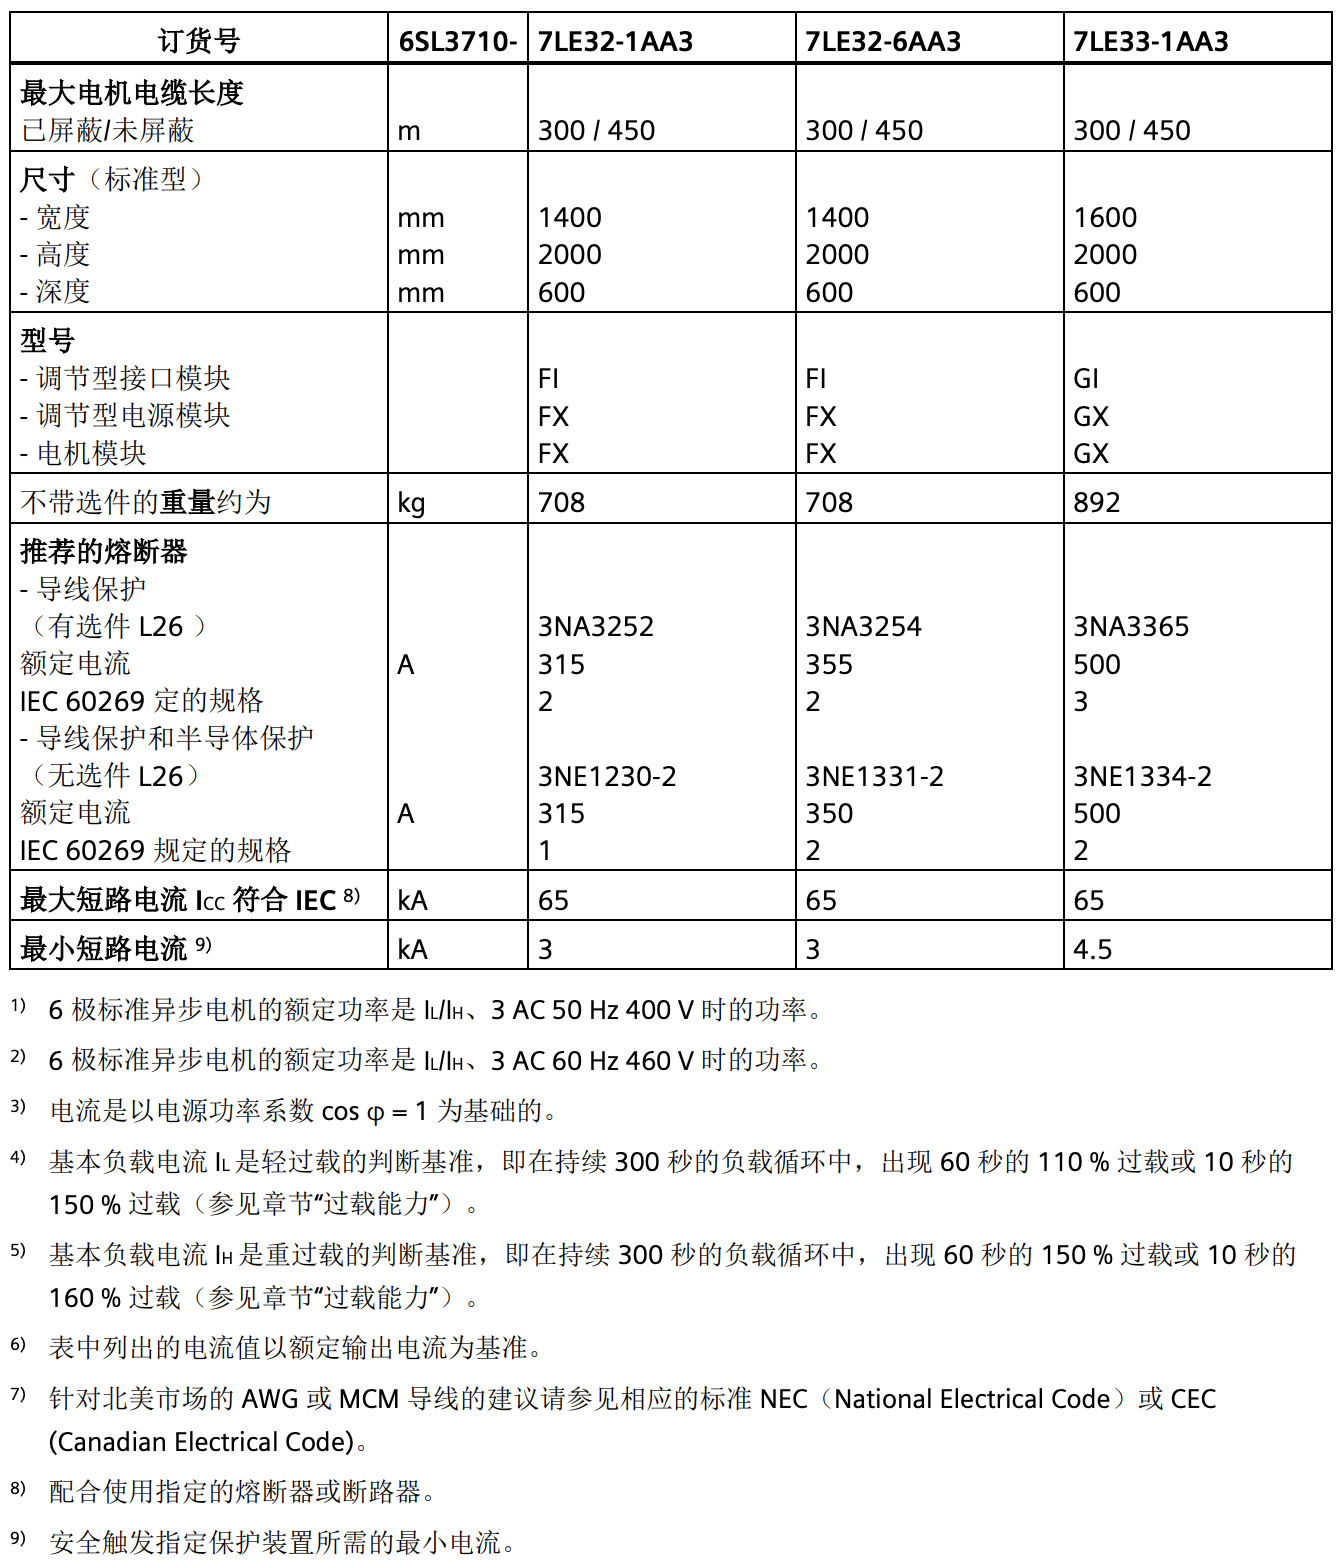 订货号 6SL3710- 7LE32-1AA3 7LE32-6AA3 7LE33-1AA3
最大电机电缆长度
已屏蔽/未屏蔽 m 300 / 450 300 / 450 300 / 450
尺寸（标准型）
- 宽度 mm 1400 1400 1600
- 高度 mm 2000 2000 2000
- 深度 mm 600 600 600
型号
- 调节型接口模块 FI FI GI
- 调节型电源模块 FX FX GX
- 电机模块 FX FX GX
不带选件的重量约为 kg 708 708 892
推荐的熔断器
- 导线保护
（有选件 L26 ） 3NA3252 3NA3254 3NA3365
额定电流 A 315 355 500
IEC 60269 定的规格 2 2 3
- 导线保护和半导体保护
（无选件 L26） 3NE1230-2 3NE1331-2 3NE1334-2
额定电流 A 315 350 500
IEC 60269 规定的规格 1 2 2
最大短路电流 ICC 符合 IEC 8) kA 65 65 65
最小短路电流 9) kA 3 3 4.5
1) 6 极标准异步电机的额定功率是 IL/IH、3 AC 50 Hz 400 V 时的功率。
2) 6 极标准异步电机的额定功率是 IL/IH、3 AC 60 Hz 460 V 时的功率。
3) 电流是以电源功率系数 cos φ = 1 为基础的。
4) 基本负载电流 IL 是轻过载的判断基准，即在持续 300 秒的负载循环中，出现 60 秒的 110 % 过载或 10 秒的
150 % 过载（参见章节“过载能力”）。
5) 基本负载电流 IH 是重过载的判断基准，即在持续 300 秒的负载循环中，出现 60 秒的 150 % 过载或 10 秒的
160 % 过载（参见章节“过载能力”）。
6) 表中列出的电流值以额定输出电流为基准。
7) 针对北美市场的 AWG 或 MCM 导线的建议请参见相应的标准 NEC（National Electrical Code）或 CEC
(Canadian Electrical Code)。
8) 配合使用指定的熔断器或断路器。
9) 安全触发指定保护装置所需的最小电流。